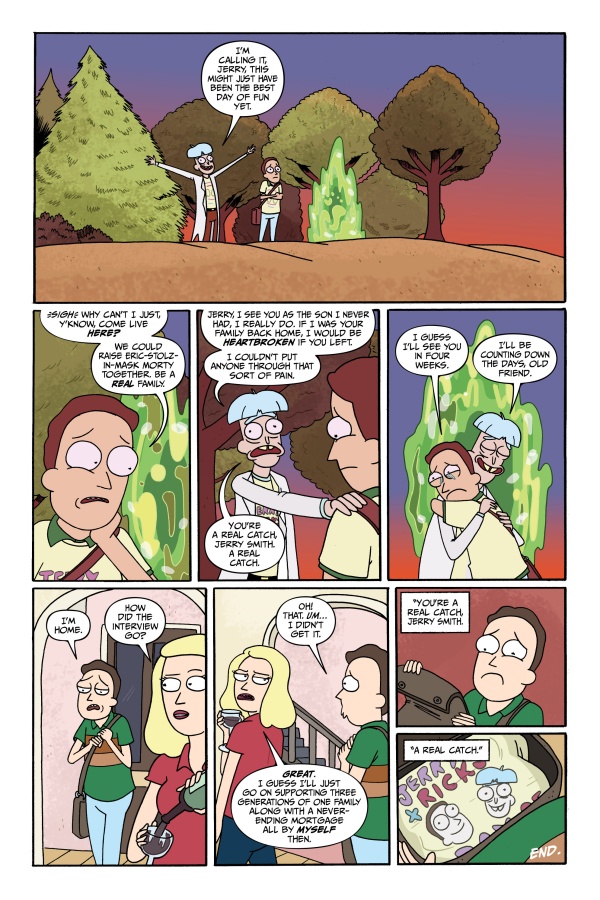 I'M
CALLING IT,
JERRY, THIS
MIGHT JUST HAVE
BEEN THE BEST
DAY OF FUN
YET.
:SIGH: WHY CAN'T I JUST,
Y'KNOW, COME LIVE
HERE?
WE COULD
RAISE ERIC-STOLZ-
IN-MASK MORTY
TOGETHER. BE A
REAL FAMILY.
JERRY, I SEE YOU AS THE SON I NEVER
HAD, I REALLY DO. IF I WAS YOUR
FAMILY BACK HOME, I WOULD BE
HEARTBROKEN IF YOU LEFT.
I COULDN'T PUT
ANYONE THROUGH THAT
SORT OF PAIN.
YOU'RE
A REAL CATCH,
JERRY SMITH.
A REAL
CATCH.
I GUESS
I'LL SEE YOU
IN FOUR
WEEKS.
I'LL BE
COUNTING DOWN
THE DAYS, OLD
FRIEND.
I'M
HOME.
HOW
DID THE
INTERVIEW
GO?
OH!
THAT. UM...
I DIDN'T
GET IT.
GREAT.
I GUESS I'LL JUST
GO ON SUPPORTING THREE
GENERATIONS OF ONE FAMILY
ALONG WITH A NEVER-
ENDING MORTGAGE
ALL BY MYSELF
THEN.
"YOU'RE A
REAL CATCH,
JERRY SMITH.
"A REAL CATCH."
JERRY
X RICK
END.